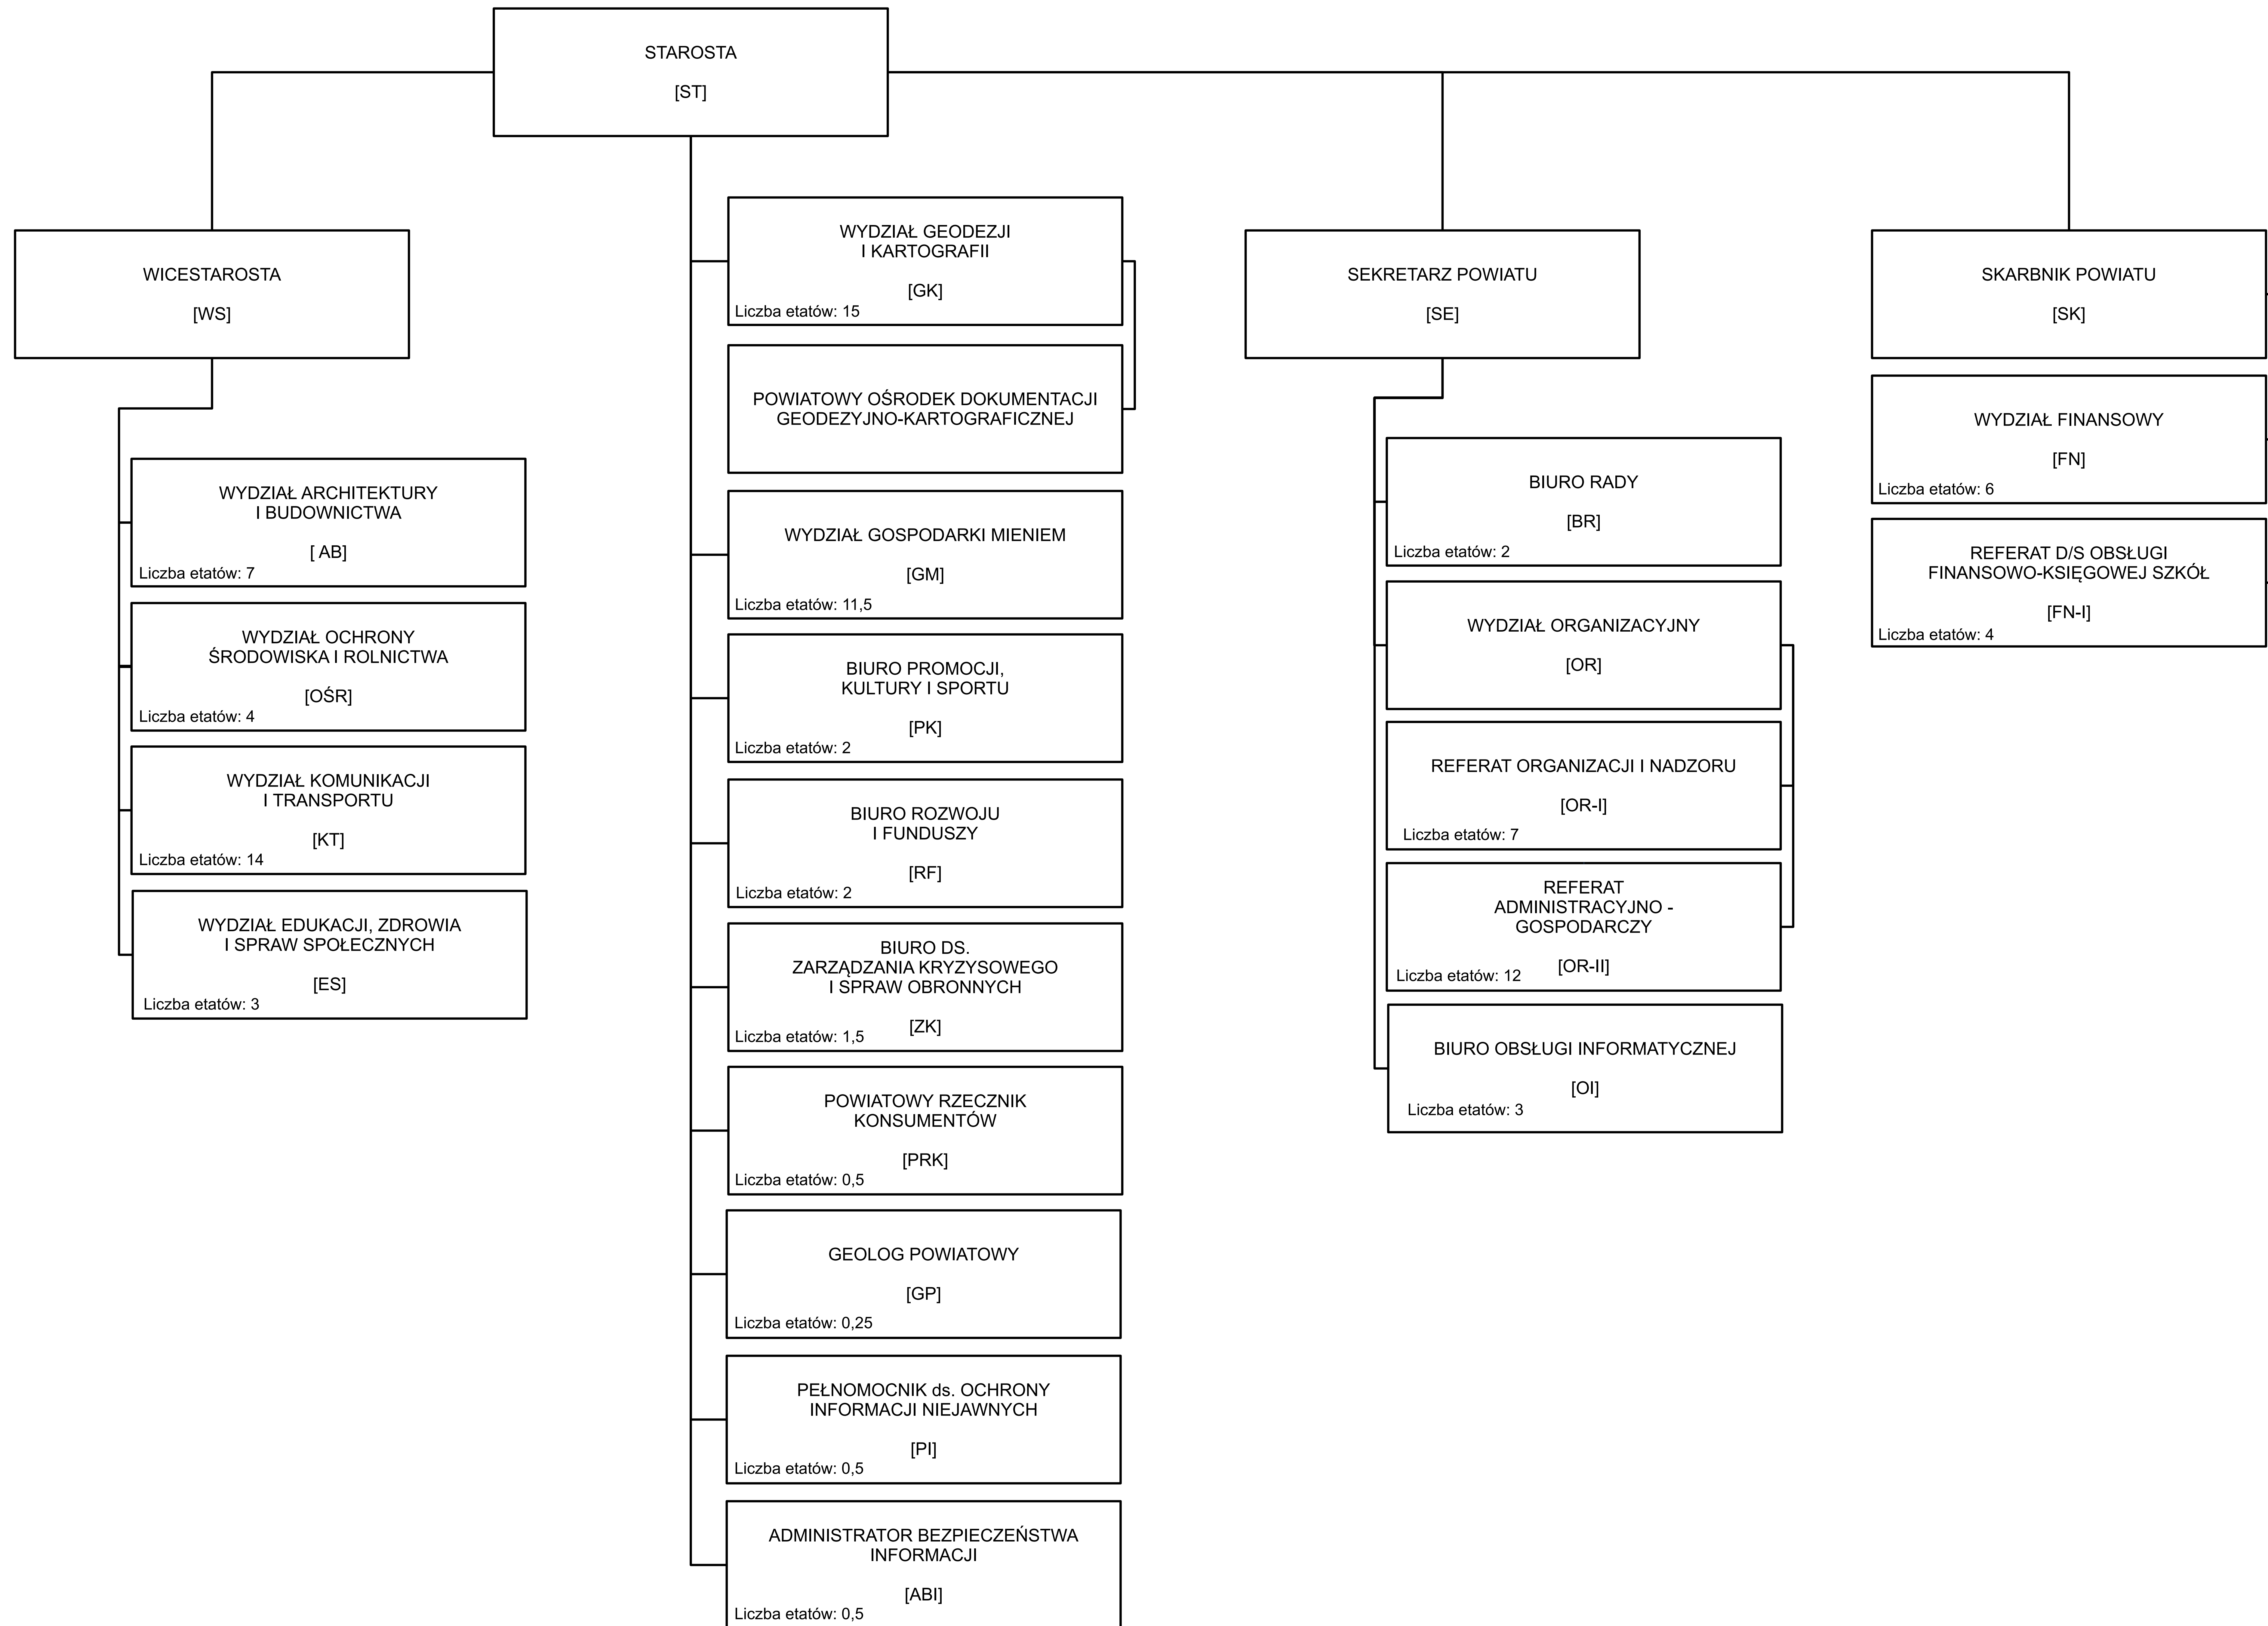 STAROSTA
[ST]
WICESTAROSTA
[WS]
WYDZIAŁ ARCHITEKTURY
I BUDOWNICTWA
[ AB]
Liczba etatów: 7
WYDZIAŁ OCHRONY
ŚRODOWISKA I ROLNICTWA
[OŚR]
Liczba etatów: 4
WYDZIAŁ KOMUNIKACJI
I TRANSPORTU
[KT]
Liczba etatów: 14
WYDZIAŁ EDUKACJI, ZDROWIA
I SPRAW SPOŁECZNYCH
[ES]
Liczba etatów: 3
WYDZIAŁ GEODEZJI
I KARTOGRAFII
[GK]
Liczba etatów: 15
POWIATOWY OŚRODEK DOKUMENTACJI
GEODEZYJNO-KARTOGRAFICZNEJ
WYDZIAŁ GOSPODARKI MIENIEM
[GM]
Liczba etatów: 11,5
BIURO PROMOCJI,
KULTURY I SPORTU
[PK]
Liczba etatów: 2
BIURO ROZWOJU
I FUNDUSZY
[RF]
Liczba etatów: 2
BIURO DS.
ZARZĄDZANIA KRYZYSOWEGO
I SPRAW OBRONNYCH
[ZK]
Liczba etatów: 1,5
POWIATOWY RZECZNIK
KONSUMENTÓW
[PRK]
Liczba etatów: 0,5
GEOLOG POWIATOWY
[GP]
Liczba etatów: 0,25
PEŁNOMOCNIK ds. OCHRONY
INFORMACJI NIEJAWNYCH
[PI]
Liczba etatów: 0,5
ADMINISTRATOR BEZPIECZEŃSTWA
INFORMACJI
[ABI]
Liczba etatów: 0,5
SEKRETARZ POWIATU
[SE]
BIURO RADY
[BR]
Liczba etatów: 2
WYDZIAŁ ORGANIZACYJNY
[OR]
REFERAT ORGANIZACJI I NADZORU
[OR-I]
Liczba etatów: 7
REFERAT
ADMINISTRACYJNO -
GOSPODARCZY
[OR-II]
Liczba etatów: 12
BIURO OBSŁUGI INFORMATYCZNEJ
[OI]
Liczba etatów: 3
SKARBNIK POWIATU
[SK]
WYDZIAŁ FINANSOWY
[FN]
Liczba etatów: 6
REFERAT D/S OBSŁUGI
FINANSOWO-KSIĘGOWEJ SZKÓŁ
[FN-I]
Liczba etatów: 4